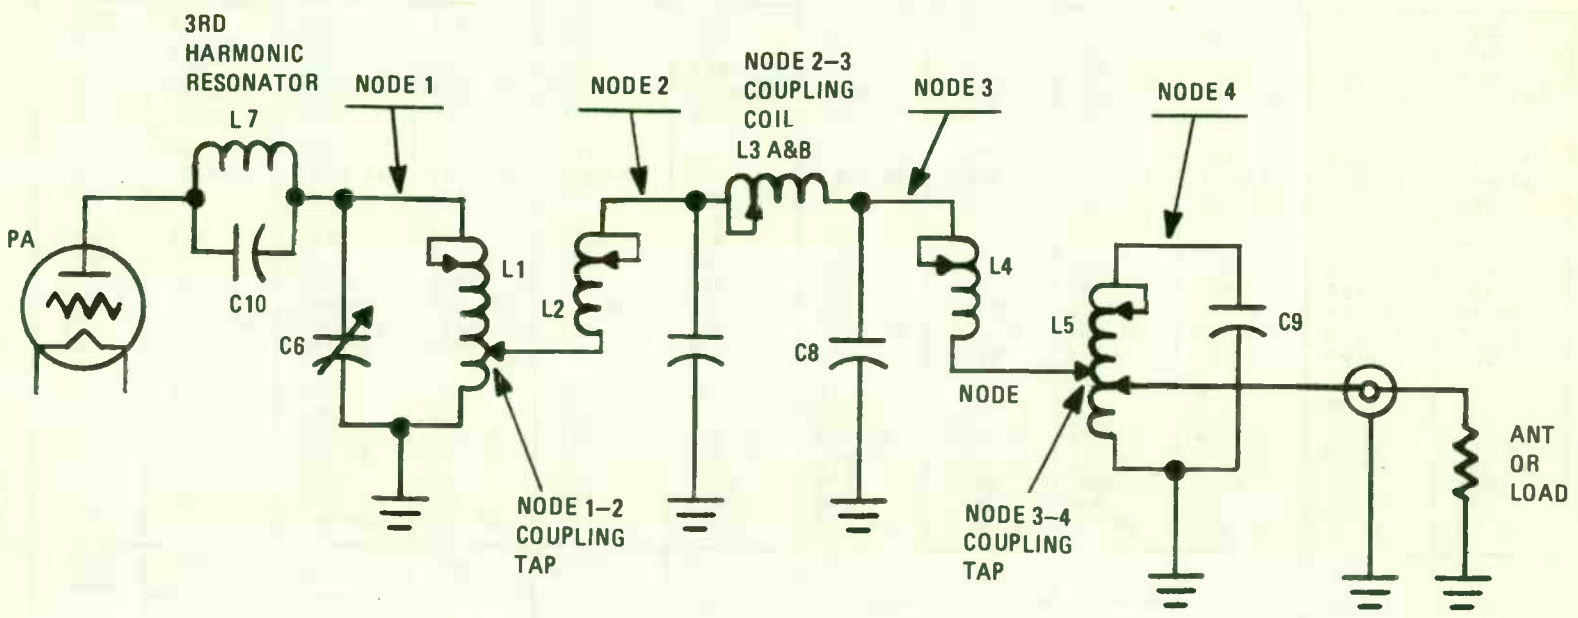 3RD
HARMONIC
RESONATOR
L7
NODE 1
NODE 2
NODE 2-3
COUPLING
COIL
L3 A&B
NODE 3
NODE 4
PA
C10
C6
L1
L2
C8
L4
L5
C9
NODE
NODE 1-2
COUPLING
TAP
NODE 3-4
COUPLING
TAP
ANT
OR
LOAD